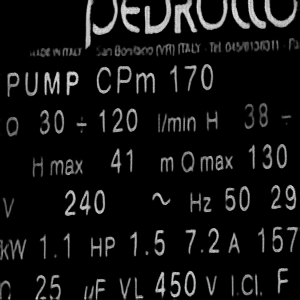 PEDROLLO
MADE IN ITALY San Bonifacio (VR) ITALY - Tel. 045/6136311 - Fa
PUMP CPm 170
Q 30 ÷ 120 l/min H 38 -
H max 41 m Q max 130
V 240 ~ Hz 50 29
kW 1.1 HP 1.5 7.2 A 157
C 25 µF VL 450 V I.Cl. F